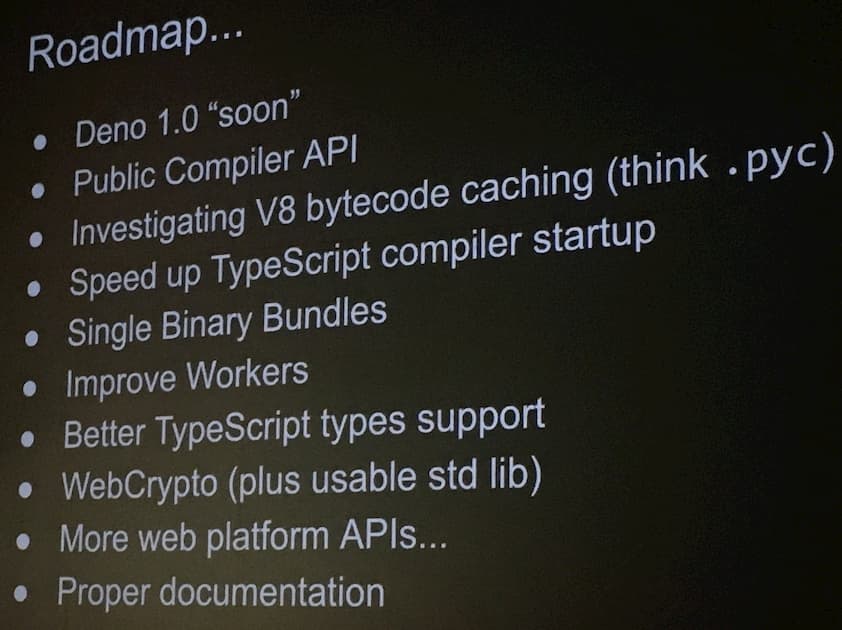 Roadmap...
● Deno 1.0 “soon”
● Public Compiler API
● Investigating V8 bytecode caching (think .pyc)
● Speed up TypeScript compiler startup
● Single Binary Bundles
● Improve Workers
● Better TypeScript types support
● WebCrypto (plus usable std lib)
● More web platform APIs...
● Proper documentation